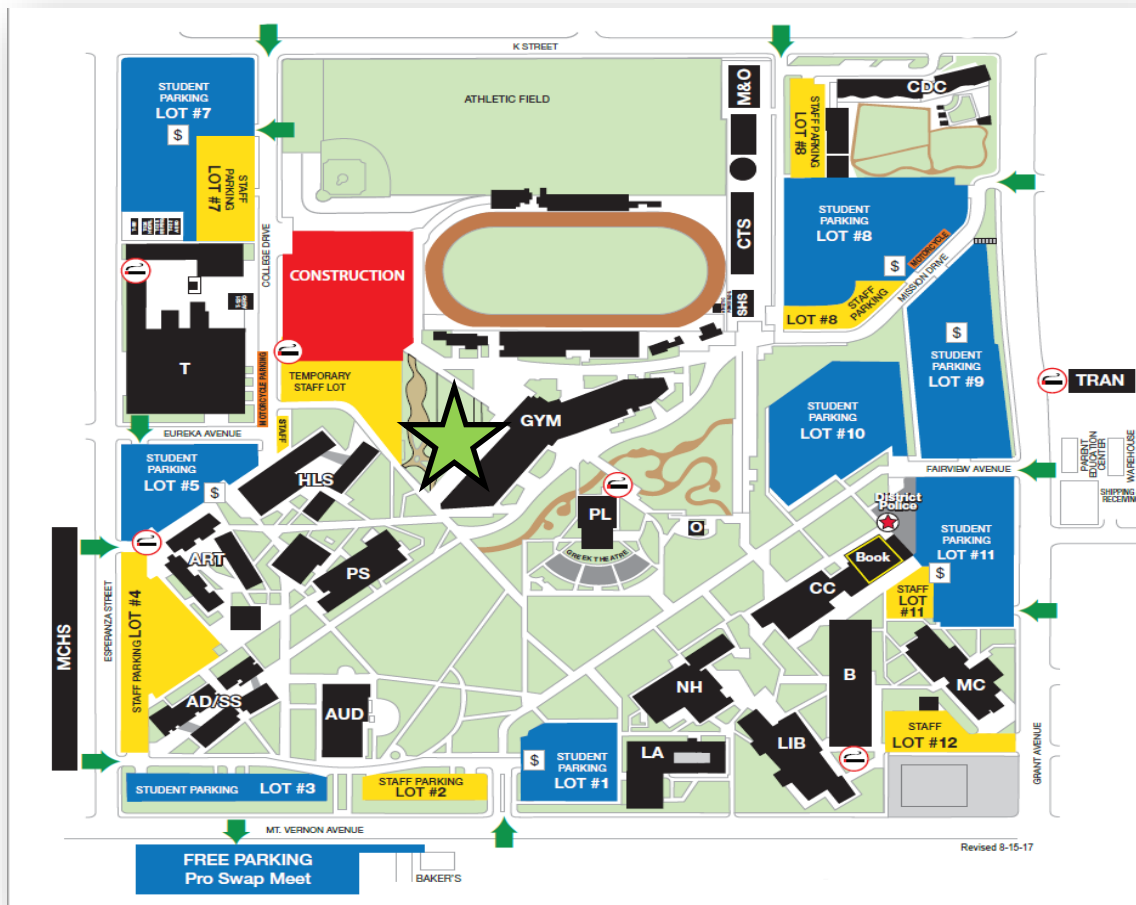 K STREET
STUDENT
PARKING
LOT #7
$
STAFF
PARKING
LOT #7
COLLEGE DRIVE
ATHLETIC FIELD
M&O
CTS
SHS
STAFF PARKING
LOT #8
CDC
STUDENT
PARKING
LOT #8
$
MOTORCYCLE
MISSION DRIVE
STAFF
PARKING
LOT #8
CONSTRUCTION
T
MOTORCYCLE PARKING
TEMPORARY
STAFF LOT
STAFF
EUREKA AVENUE
GYM
$
STUDENT
PARKING
LOT #9
STUDENT
PARKING
LOT #10
TRAN
PARENT
EDUCATION
CENTER
WAREHOUSE
SHIPPING
RECEIVING
FAIRVIEW AVENUE
STUDENT
PARKING
LOT #5
$
HLS
PL
GREEK THEATRE
O
District
Police
STUDENT
PARKING
LOT #11
$
Book
CC
STAFF
LOT
#11
ART
PS
MCHS
ESPERANZA STREET
STAFF PARKING LOT #4
AD/SS
AUD
NH
B
MC
LIB
LA
STAFF
LOT #12
GRANT AVENUE
$
STUDENT
PARKING
LOT #1
STUDENT PARKING LOT #3
STAFF PARKING
LOT #2
MT. VERNON AVENUE
Revised 8-15-17
FREE PARKING
Pro Swap Meet
BAKER'S